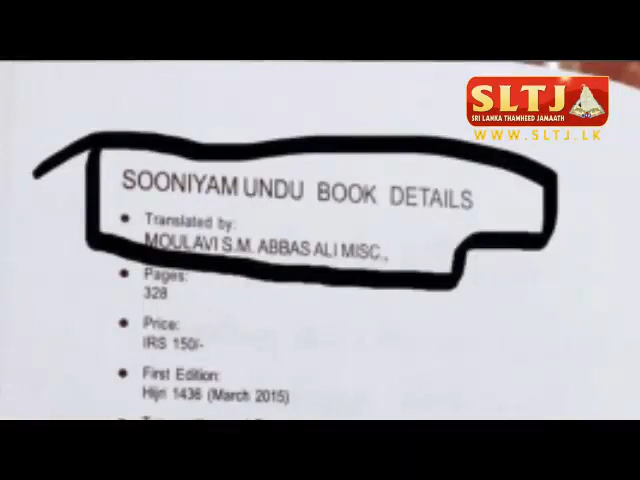 SLTJ
SRI LANKA THAWHEED JAMAATH
WWW.SLTJ.LK
SOONIYAM UNDU BOOK DETAILS
• Translated by:
MOULAVI S.M. ABBAS ALI MISC.,
• Pages:
328
• Price:
IRS 150/-
• First Edition:
Hijri 1436 (March 2015)